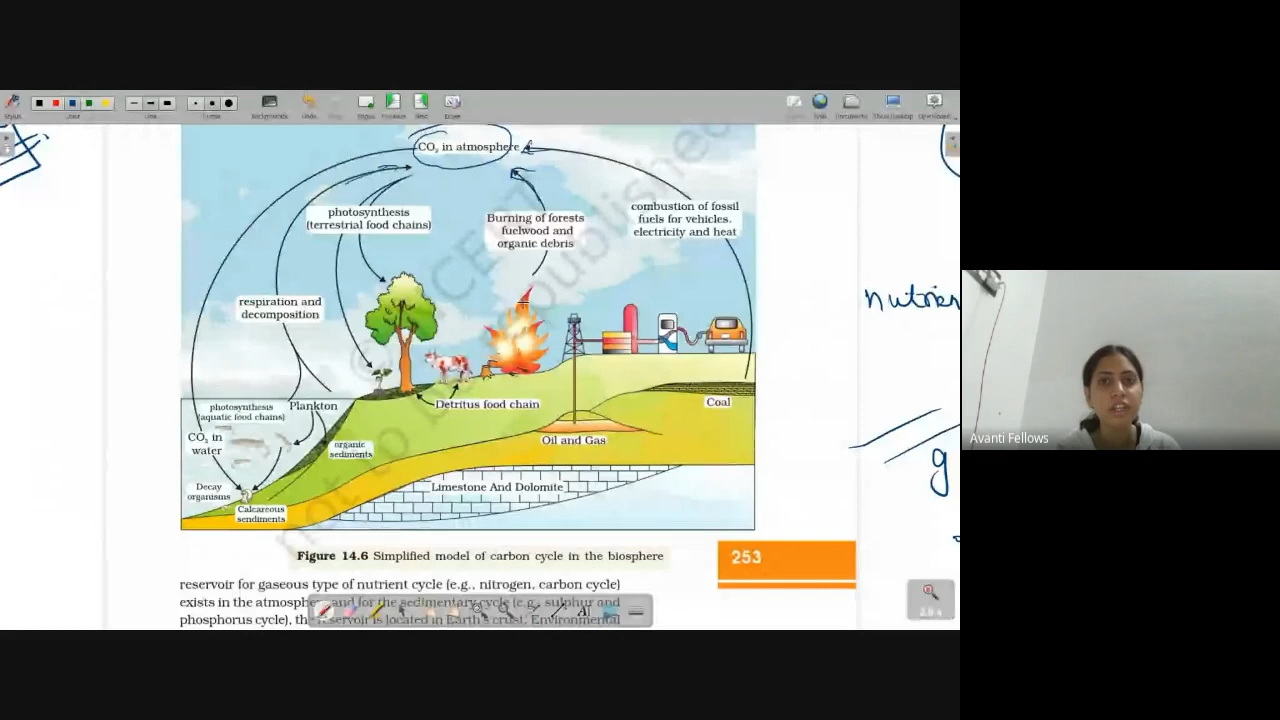 CO₂ in atmosphere
photosynthesis
(terrestrial food chains)
Burning of forests
fuelwood and
organic debris
combustion of fossil
fuels for vehicles.
electricity and heat
respiration and
decomposition
nutrien
photosynthesis
(aquatic food chains)
Plankton
Detritus food chain
Coal
CO₂ in
water
organic
sediments
Oil and Gas
Avanti Fellows
g
Limestone And Dolomite
Decay
organisms
Calcareous
sendiments
Figure 14.6 Simplified model of carbon cycle in the biosphere
253
reservoir for gaseous type of nutrient cycle (e.g., nitrogen, carbon cycle)
exists in the atmosphere and for the sedimentary cycle (e.g., sulphur and
phosphorus cycle), the reservoir is located in Earth's crust. Environmental